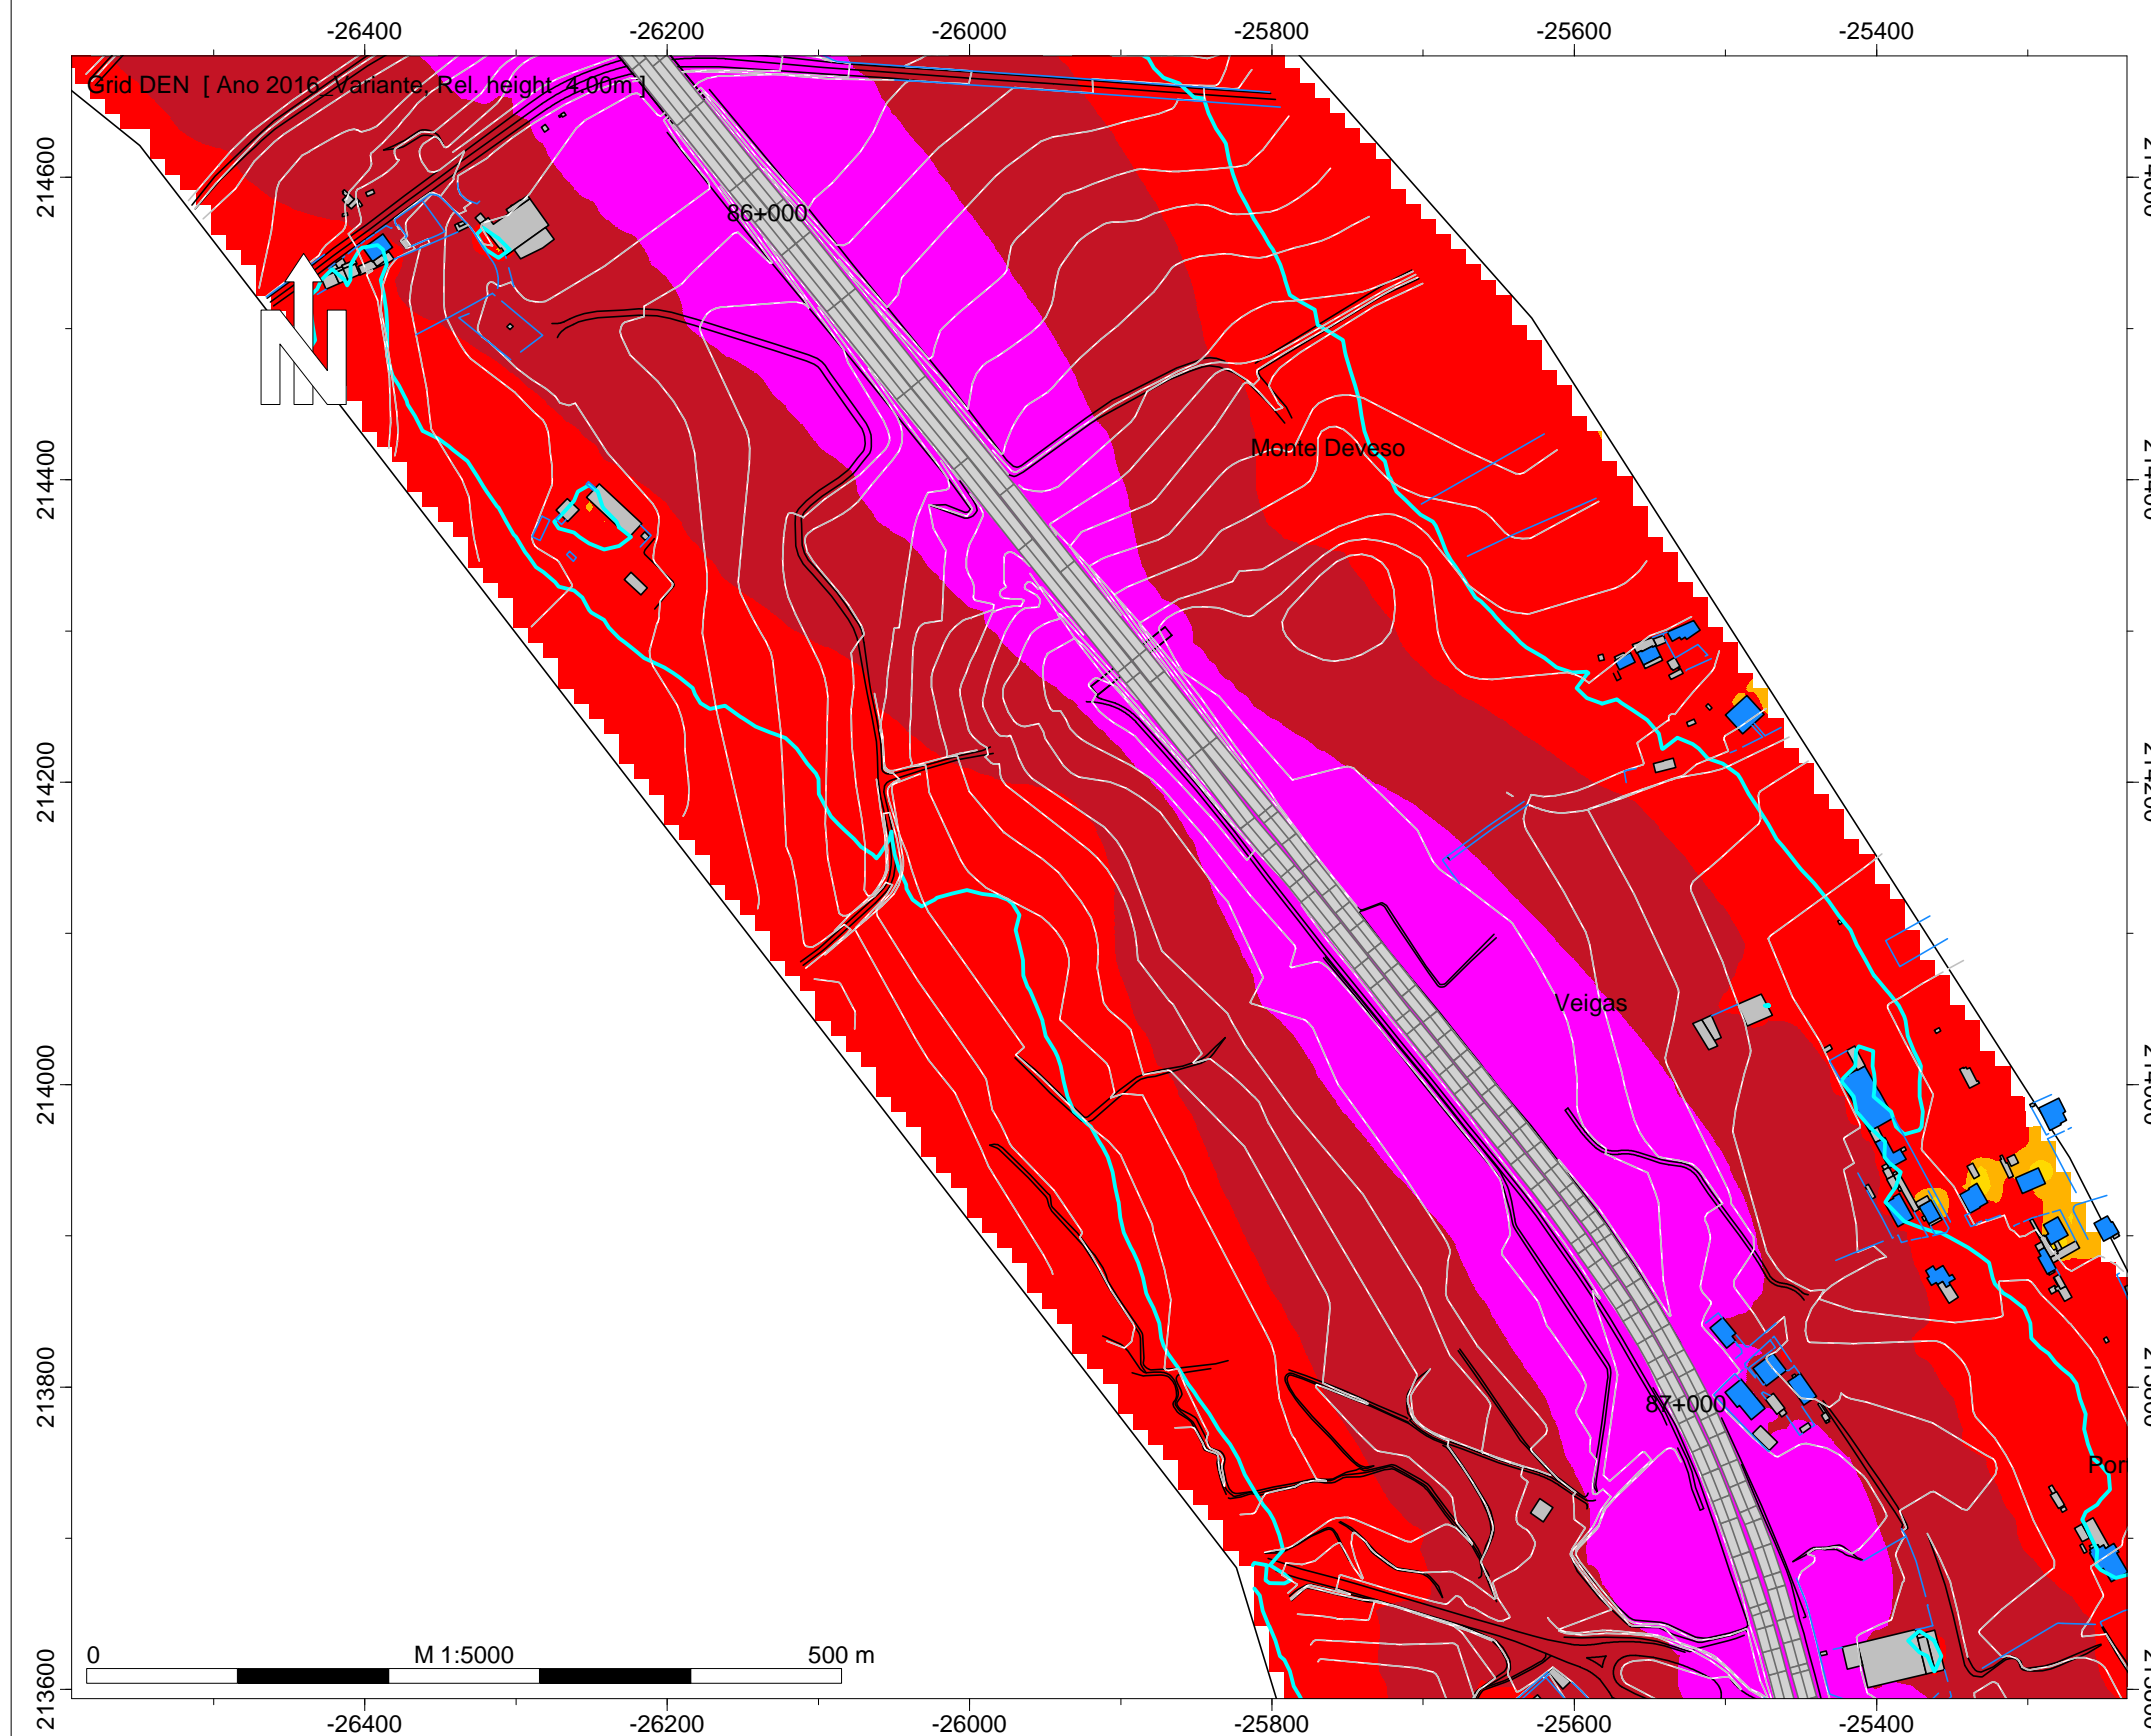 -26400 -26200 -26000 -25800 -25600 -25400
Grid DEN [ Ano 2016_Variante, Rel. height 4.00m ]
214600
86+000
N
214400
Monte Deveso
214200
Veigas
214000
213800
87+000
Por
0 M 1:5000 500 m
213600
-26400 -26200 -26000 -25800 -25600 -25400